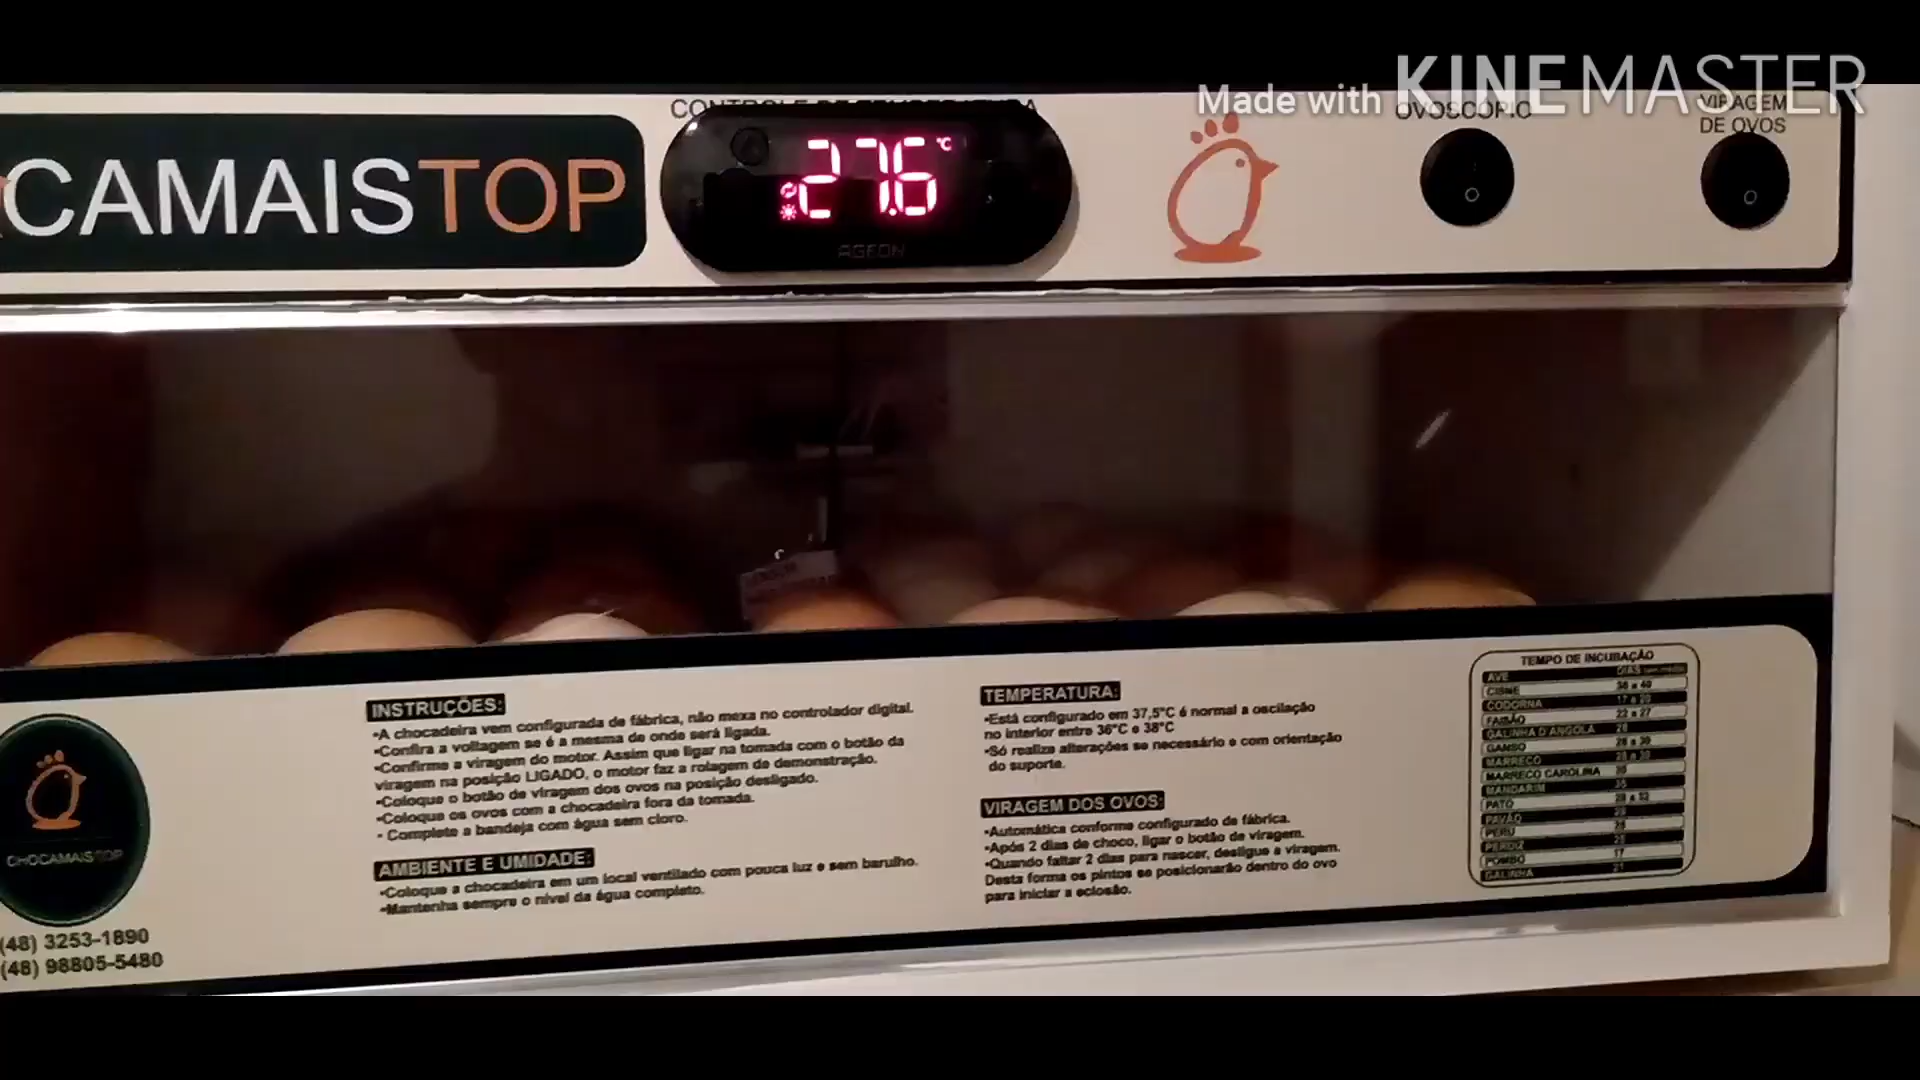 Made with KINEMASTER
OVOSCÓPIO
VIRAGEM
DE OVOS
CAMAISTOP
27.6 °C
AGEON
INSTRUÇÕES:
•A chocadeira vem configurada de fábrica, não mexa no controlador digital.
•Confira a voltagem se é a mesma de onde será ligada.
•Confirme a viragem do motor. Assim que ligar na tomada com o botão da
viragem na posição LIGADO, o motor faz a rolagem de demonstração.
•Coloque o botão de viragem dos ovos na posição desligado.
•Coloque os ovos com a chocadeira fora da tomada.
- Complete a bandeja com água sem cloro.
AMBIENTE E UMIDADE:
•Coloque a chocadeira em um local ventilado com pouca luz e sem barulho.
•Mantenha sempre o nível da água completo.
TEMPERATURA:
•Está configurado em 37,5°C é normal a oscilação
no interior entre 36°C e 38°C
•Só realize alterações se necessário e com orientação
do suporte.
VIRAGEM DOS OVOS:
•Automática conforme configurado de fábrica.
•Após 2 dias de choco, ligar o botão de viragem.
•Quando faltar 2 dias para nascer, desligue a viragem.
Desta forma os pintos se posicionarão dentro do ovo
para iniciar a eclosão.
TEMPO DE INCUBAÇÃO
AVE DIAS
CISNE
CODORNA
FAISÃO 22 a 27
GALINHA D'ANGOLA
GANSO
MARRECO
MARRECO CAROLINA
MANDARIM
PATO
PAVÃO
PERU
PERDIZ
POMBO 17
GALINHA 21
CHOCAMAISTOP
(48) 3253-1890
(48) 98805-5480